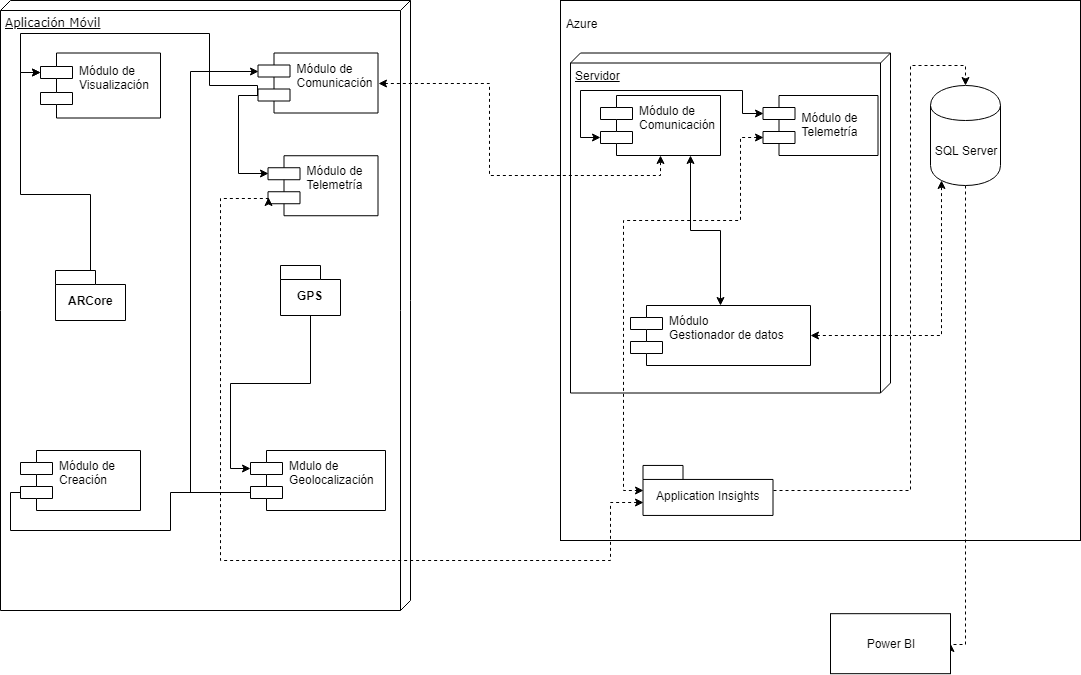 Aplicación Móvil
Módulo de
Visualización
Módulo de
Comunicación
Módulo de
Telemetría
ARCore
GPS
Módulo de
Creación
Mdulo de
Geolocalización
Azure
Servidor
Módulo de
Comunicación
Módulo de
Telemetría
SQL Server
Módulo
Gestionador de datos
Application Insights
Power BI